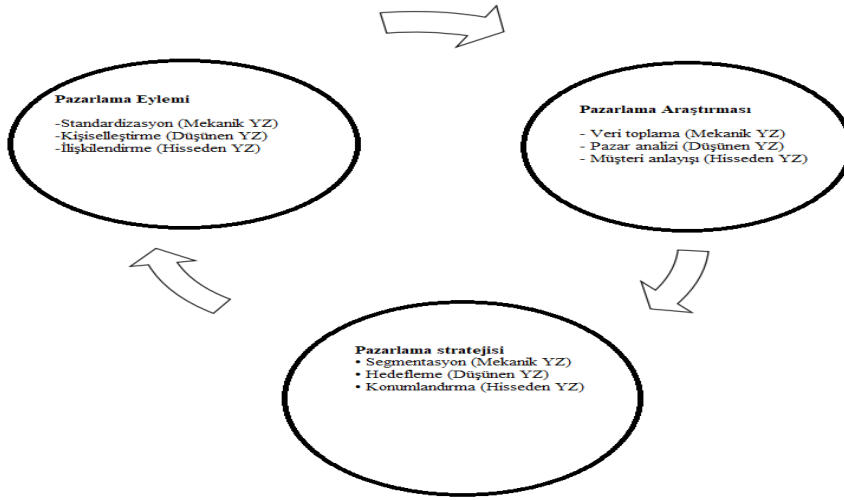 Pazarlama Eylemi
-Standardizasyon (Mekanik YZ)
-Kişiselleştirme (Düşünen YZ)
-İlişkilendirme (Hisseden YZ)
Pazarlama Araştırması
- Veri toplama (Mekanik YZ)
- Pazar analizi (Düşünen YZ)
- Müşteri anlayışı (Hisseden YZ)
Pazarlama stratejisi
• Segmentasyon (Mekanik YZ)
• Hedefleme (Düşünen YZ)
• Konumlandırma (Hisseden YZ)